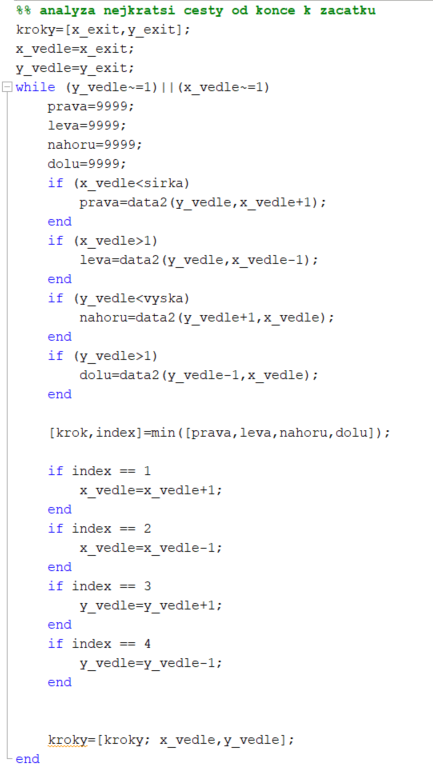 %% analyza nejkratsi cesty od konce k zacatku
kroky=[x_exit,y_exit];
x_vedle=x_exit;
y_vedle=y_exit;
while (y_vedle~=1)||(x_vedle~=1)
    prava=9999;
    leva=9999;
    nahoru=9999;
    dolu=9999;
    if (x_vedle<sirka)
        prava=data2(y_vedle,x_vedle+1);
    end
    if (x_vedle>1)
        leva=data2(y_vedle,x_vedle-1);
    end
    if (y_vedle<vyska)
        nahoru=data2(y_vedle+1,x_vedle);
    end
    if (y_vedle>1)
        dolu=data2(y_vedle-1,x_vedle);
    end
    [krok,index]=min([prava,leva,nahoru,dolu]);
    if index == 1
        x_vedle=x_vedle+1;
    end
    if index == 2
        x_vedle=x_vedle-1;
    end
    if index == 3
        y_vedle=y_vedle+1;
    end
    if index == 4
        y_vedle=y_vedle-1;
    end
    kroky=[kroky; x_vedle,y_vedle];
end